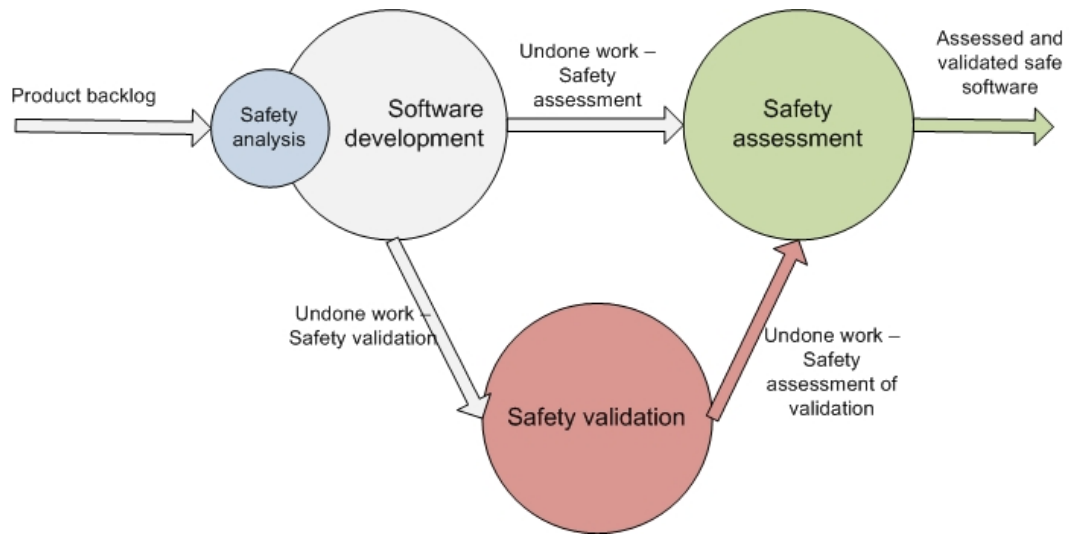 Product backlog
Safety
analysis
Software
development
Undone work –
Safety
assessment
Safety
assessment
Assessed and
validated safe
software
Undone work –
Safety validation
Safety validation
Undone work –
Safety
assessment of
validation